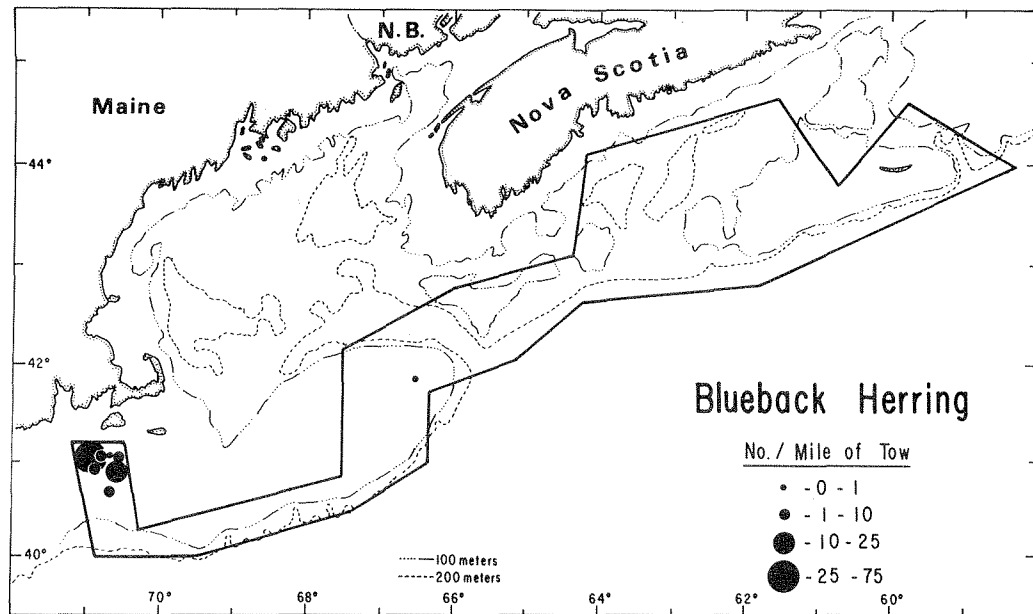 N.B.
Maine
Nova Scotia
44°
42°
40°
Blueback Herring
No. / Mile of Tow
- 0 - 1
- 1 - 10
- 10 - 25
- 25 - 75
100 meters
200 meters
70°
68°
66°
64°
62°
60°